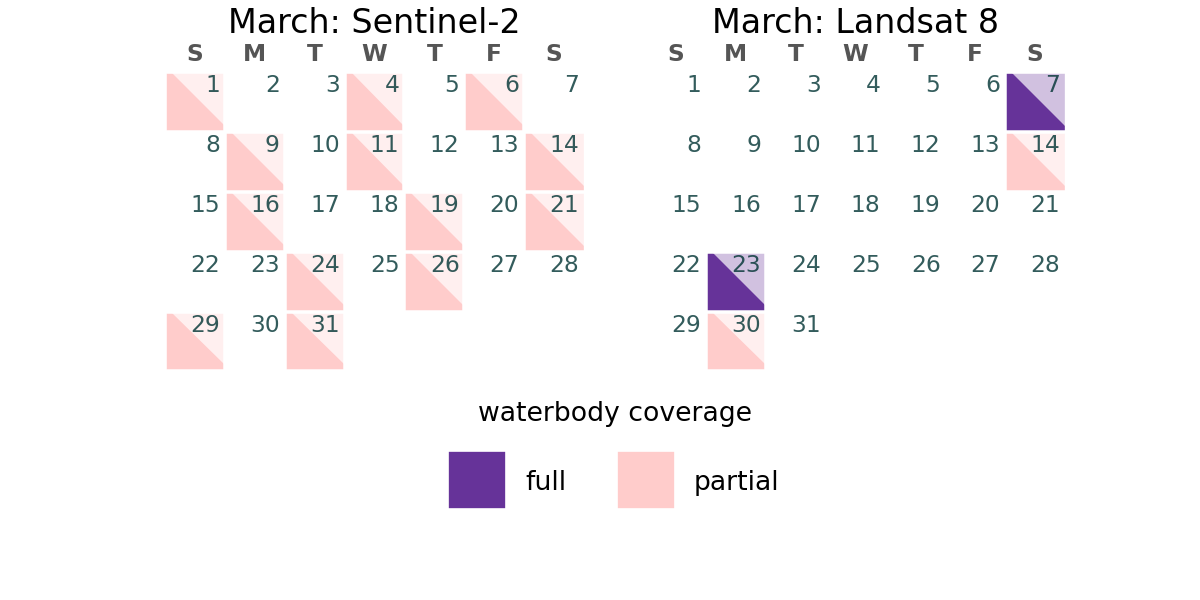 March: Sentinel-2
S M T W T F S
1 2 3 4 5 6 7
8 9 10 11 12 13 14
15 16 17 18 19 20 21
22 23 24 25 26 27 28
29 30 31
March: Landsat 8
S M T W T F S
1 2 3 4 5 6 7
8 9 10 11 12 13 14
15 16 17 18 19 20 21
22 23 24 25 26 27 28
29 30 31
waterbody coverage
full
partial